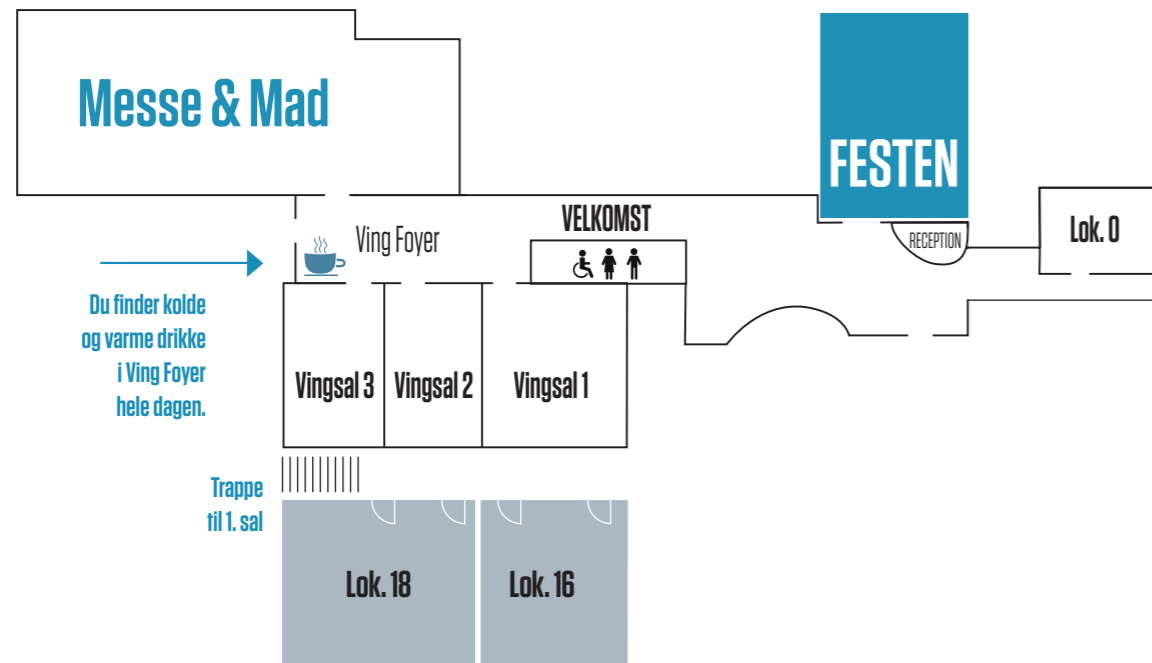 Messe & Mad
FESTEN
VELKOMST
RECEPTION
Lok. 0
Ving Foyer
Du finder kolde
og varme drikke
i Ving Foyer
hele dagen.
Vingsal 3
Vingsal 2
Vingsal 1
Trappe
til 1. sal
Lok. 18
Lok. 16